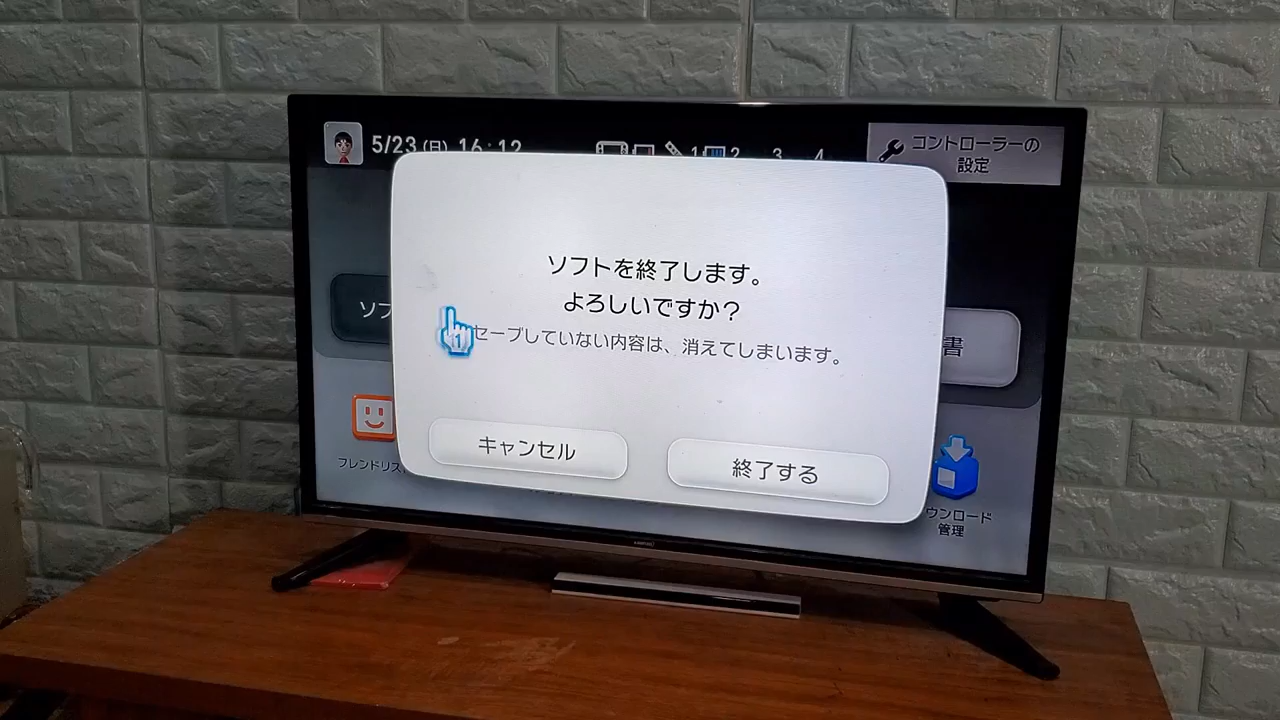 5/23 (日) 16:12
1 2 3 4
コントローラーの
設定
ソフトを終了します。
よろしいですか？
セーブしていない内容は、消えてしまいます。
1
ソフ
書
キャンセル
終了する
フレンドリス
ウンロード
管理